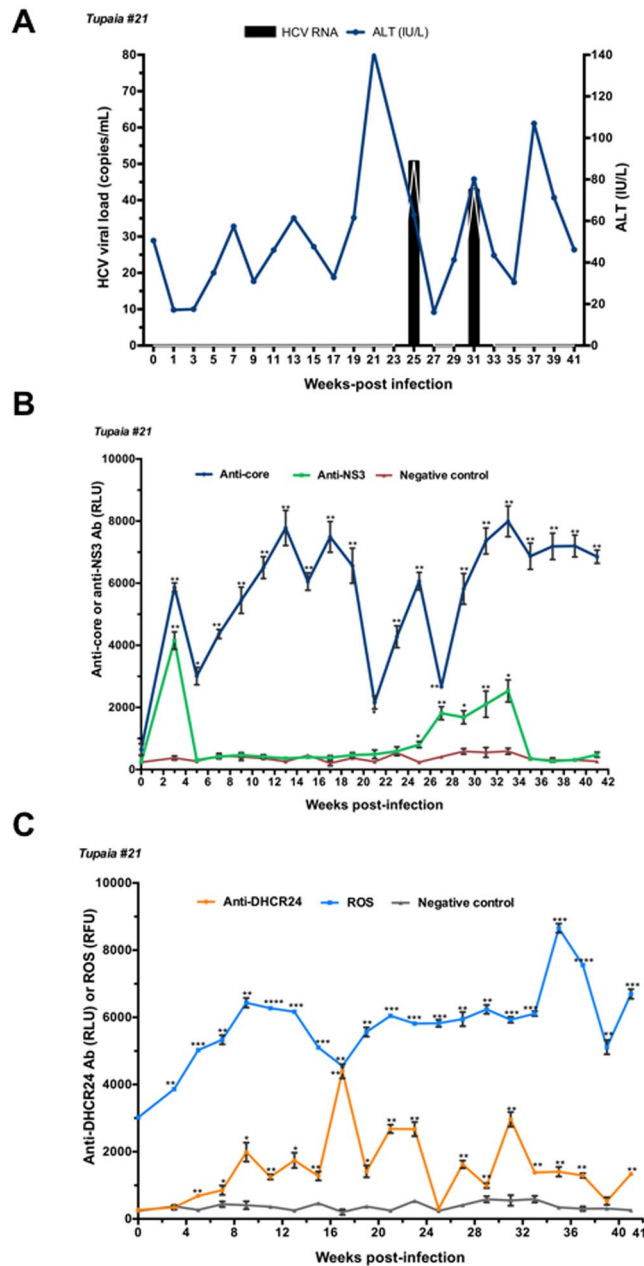 A
Tupaia #21
HCV RNA ALT (IU/L)
80 70 60 50 40 30 20 10 0
HCV viral load (copies/mL)
140 120 100 80 60 40 20 0
ALT (IU/L)
0 1 3 5 7 9 11 13 15 17 19 21 23 25 27 29 31 33 35 37 39 41
Weeks-post infection
B
Tupaia #21
Anti-core Anti-NS3 Negative control
10000 8000 6000 4000 2000 0
Anti-core or anti-NS3 Ab (RLU)
0 2 4 6 8 10 12 14 16 18 20 22 24 26 28 30 32 34 36 38 40 42
Weeks post-infection
C
Tupaia #21
Anti-DHCR24 ROS Negative control
10000 8000 6000 4000 2000 0
Anti-DHCR24 Ab (RLU) or ROS (RFU)
0 4 8 12 16 20 24 28 32 36 40 41
Weeks post-infection